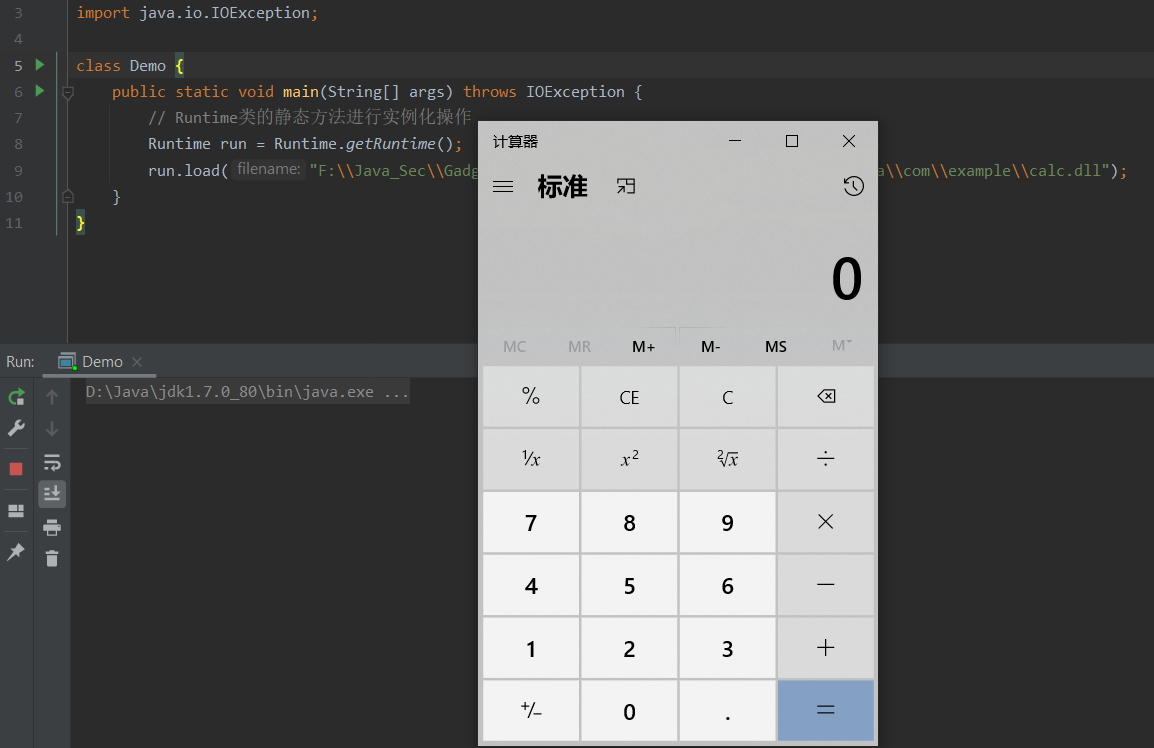 3 import java.io.IOException;
4
5 class Demo {
6 public static void main(String[] args) throws IOException {
7 // Runtime类的静态方法进行实例化操作
8 Runtime run = Runtime.getRuntime();
9 run.load( filename: "F:\\Java_Sec\\Gadg a\\com\\example\\calc.dll");
10 }
11 }
计算器
标准
0
MC MR M+ M- MS M˅
% CE C
¹/x x² ²√x ÷
7 8 9 ×
4 5 6 −
1 2 3 +
+/− 0 . =
Run: Demo
D:\Java\jdk1.7.0_80\bin\java.exe ...